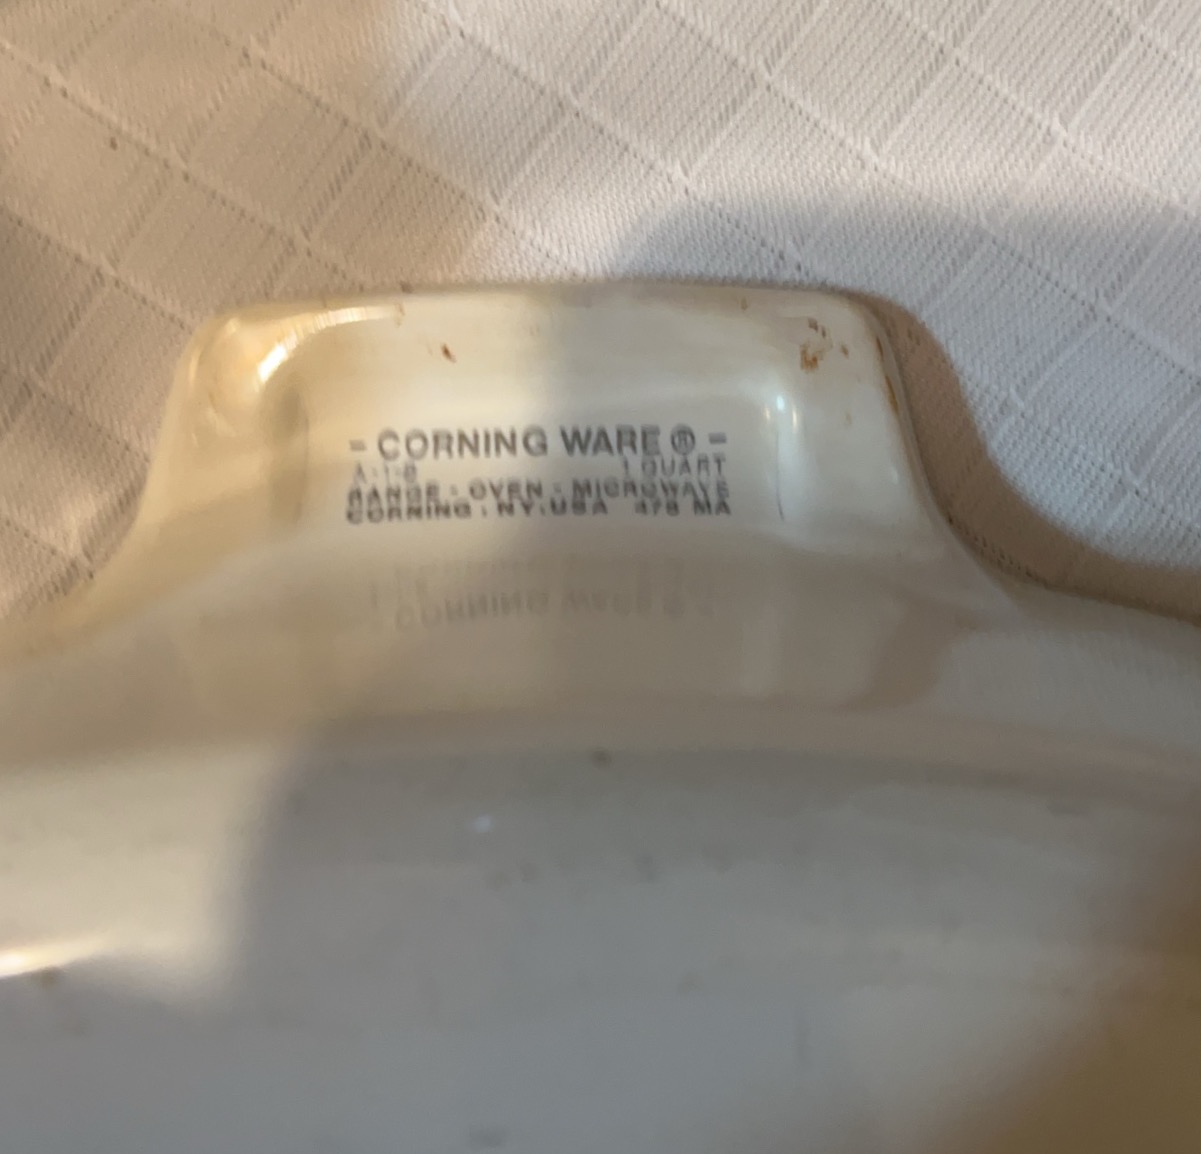 - CORNING WARE ® -
A-1-B 1 QUART
RANGE - OVEN - MICROWAVE
CORNING . NY . USA 478 MA